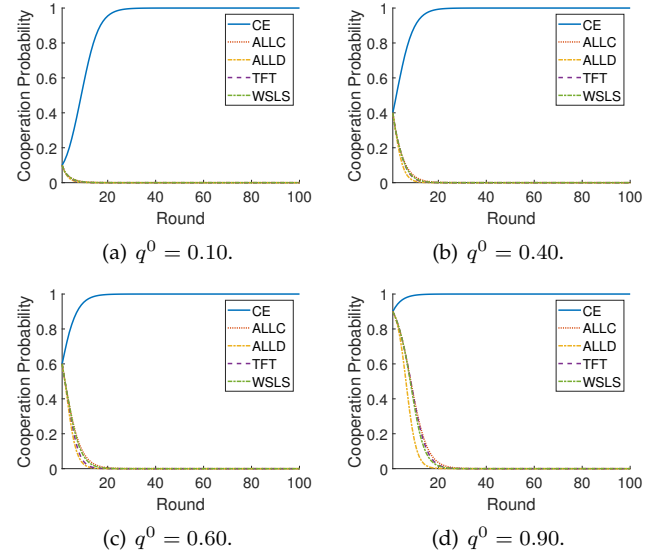 Cooperation Probability
1
0.8
0.6
0.4
0.2
0
20 40 60 80 100
Round
CE
ALLC
ALLD
TFT
WSLS
(a) q⁰ = 0.10.
Cooperation Probability
1
0.8
0.6
0.4
0.2
0
20 40 60 80 100
Round
CE
ALLC
ALLD
TFT
WSLS
(b) q⁰ = 0.40.
Cooperation Probability
1
0.8
0.6
0.4
0.2
0
20 40 60 80 100
Round
CE
ALLC
ALLD
TFT
WSLS
(c) q⁰ = 0.60.
Cooperation Probability
1
0.8
0.6
0.4
0.2
0
20 40 60 80 100
Round
CE
ALLC
ALLD
TFT
WSLS
(d) q⁰ = 0.90.